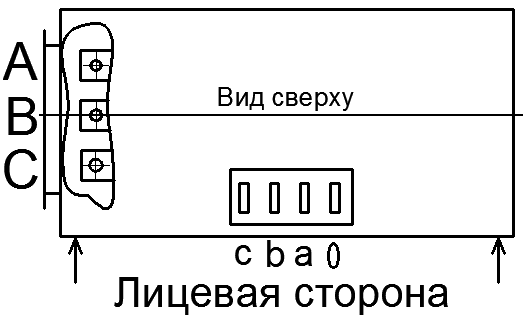 A
Вид сверху
B
C
c b a 0
Лицевая сторона